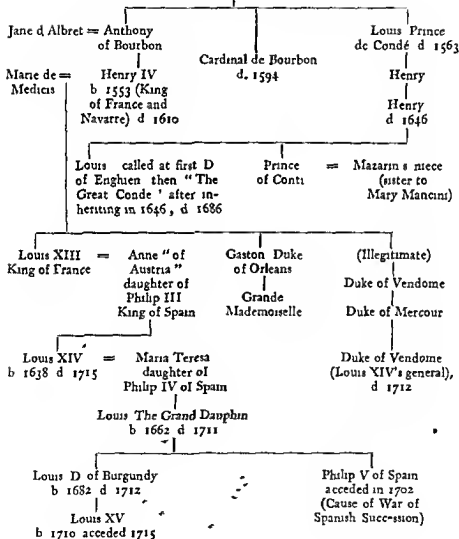 Jane d Albret = Anthony
of Bourbon
Cardinal de Bourbon
d. 1594
Louis Prince
de Condé d 1563
Marie de =
Medicis
Henry IV
b 1553 (King
of France and
Navarre) d 1610
Henry
Henry
d 1646
Louis called at first D
of Enghien then "The
Great Conde ' after in-
heriting in 1646, d 1686
Prince
of Conti
=
Mazarin s niece
(sister to
Mary Mancini)
Louis XIII
King of France
=
Anne "of
Austria"
daughter of
Philip III
King of Spain
Gaston Duke
of Orleans
Grande
Mademoiselle
(Illegitimate)
Duke of Vendome
Duke of Mercour
Duke of Vendome
(Louis XIV's general),
d 1712
Louis XIV
b 1638 d 1715
=
Maria Teresa
daughter of
Philip IV of Spain
Louis The Grand Dauphin
b 1662 d 1711
Louis D of Burgundy
b 1682 d 1712
Louis XV
b 1710 acceded 1715
Philip V of Spain
acceded in 1702
(Cause of War of
Spanish Succession)